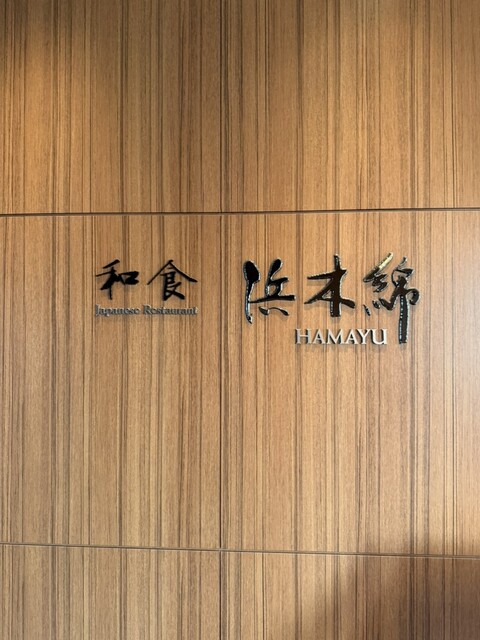 和食
Japanese Restaurant
浜木綿
HAMAYU